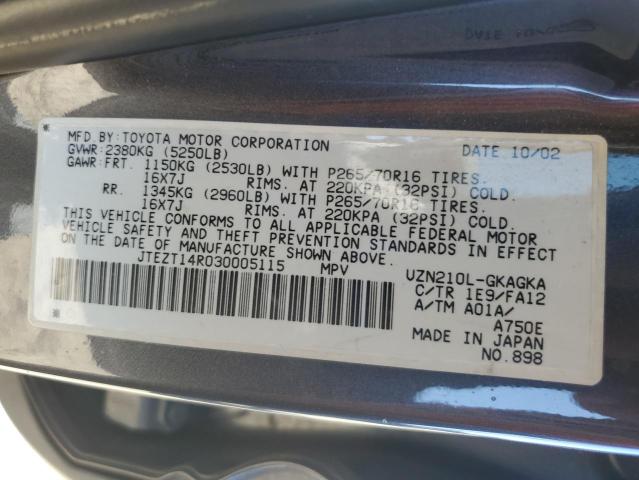 MFD.BY:TOYOTA MOTOR CORPORATION DATE 10/02
GVWR:2380KG (5250LB)
GAWR:FRT. 1150KG (2530LB) WITH P265/70R16 TIRES.
16X7J RIMS. AT 220KPA (32PSI) COLD.
RR. 1345KG (2960LB) WITH P265/70R16 TIRES.
16X7J RIMS. AT 220KPA (32PSI) COLD.
THIS VEHICLE CONFORMS TO ALL APPLICABLE FEDERAL MOTOR
VEHICLE SAFETY AND THEFT PREVENTION STANDARDS IN EFFECT
ON THE DATE OF MANUFACTURE SHOWN ABOVE.
JTEZT14R030005115 MPV
UZN210L-GKAGKA
C/TR 1E9/FA12
A/TM A01A/
A750E
MADE IN JAPAN
NO.898